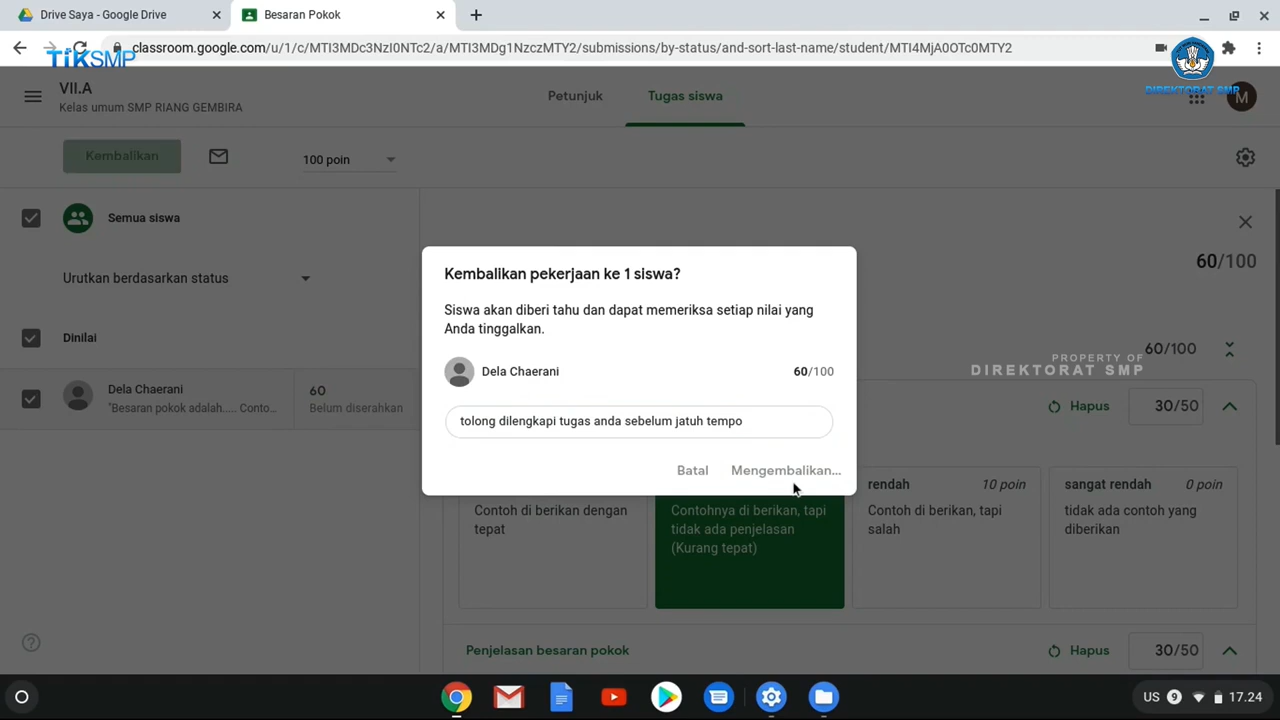 Drive Saya - Google Drive
Besaran Pokok
classroom.google.com/u/1/c/MTI3MDc3NzI0NTc2/a/MTI3MDg1NzczMTY2/submissions/by-status/and-sort-last-name/student/MTI4MjA0OTc0MTY2
TikSMP
DIREKTORAT SMP
VII.A
Kelas umum SMP RIANG GEMBIRA
Petunjuk
Tugas siswa
M
Kembalikan
100 poin
Semua siswa
Urutkan berdasarkan status
Dinilai
Dela Chaerani
"Besaran pokok adalah..... Conto...
60
Belum diserahkan
60/100
60/100
PROPERTY OF
DIREKTORAT SMP
Kembalikan pekerjaan ke 1 siswa?
Siswa akan diberi tahu dan dapat memeriksa setiap nilai yang
Anda tinggalkan.
Dela Chaerani
60/100
tolong dilengkapi tugas anda sebelum jatuh tempo
Batal
Mengembalikan...
Hapus
30/50
Contoh di berikan dengan
tepat
Contohnya di berikan, tapi
tidak ada penjelasan
(Kurang tepat)
rendah
10 poin
Contoh di berikan, tapi
salah
sangat rendah
0 poin
tidak ada contoh yang
diberikan
Penjelasan besaran pokok
Hapus
30/50
US
9
17.24